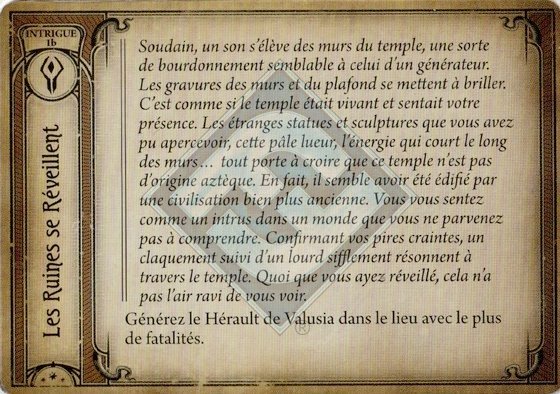 INTRIGUE
1b
Les Ruines se Réveillent
Soudain, un son s'élève des murs du temple, une sorte
de bourdonnement semblable à celui d'un générateur.
Les gravures des murs et du plafond se mettent à briller.
C'est comme si le temple était vivant et sentait votre
présence. Les étranges statues et sculptures que vous avez
pu apercevoir, cette pâle lueur, l'énergie qui court le long
des murs… tout porte à croire que ce temple n'est pas
d'origine aztèque. En fait, il semble avoir été édifié par
une civilisation bien plus ancienne. Vous vous sentez
comme un intrus dans un monde que vous ne parvenez
pas à comprendre. Confirmant vos pires craintes, un
claquement suivi d'un lourd sifflement résonnent à
travers le temple. Quoi que vous ayez réveillé, cela n'a
pas l'air ravi de vous voir.
Générez le Hérault de Valusia dans le lieu avec le plus
de fatalités.